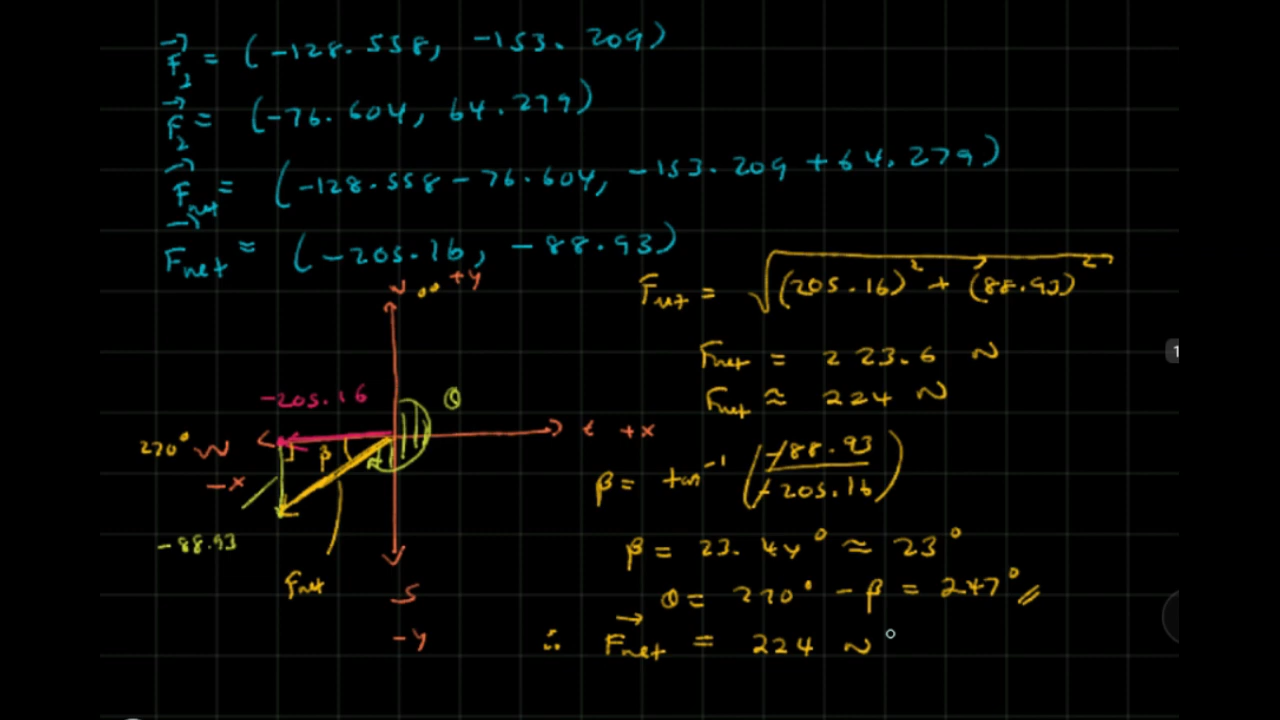 F₁ = (-128.558, -153.209)
F₂ = (-76.604, 64.279)
Fnet = (-128.558 - 76.604, -153.209 + 64.279)
Fnet = (-205.16, -88.93)
N 0° +y
Fnet = √(205.16)² + (88.93)²
Fnet = 223.6 N
Fnet ≈ 224 N
-205.16 θ
270° W E +x
-x β
β = tan⁻¹ (-88.93 / -205.16)
-88.93
β = 23.44° ≈ 23°
Fnet
θ = 270° - β = 247°
S
-y
∴ Fnet = 224 N
1